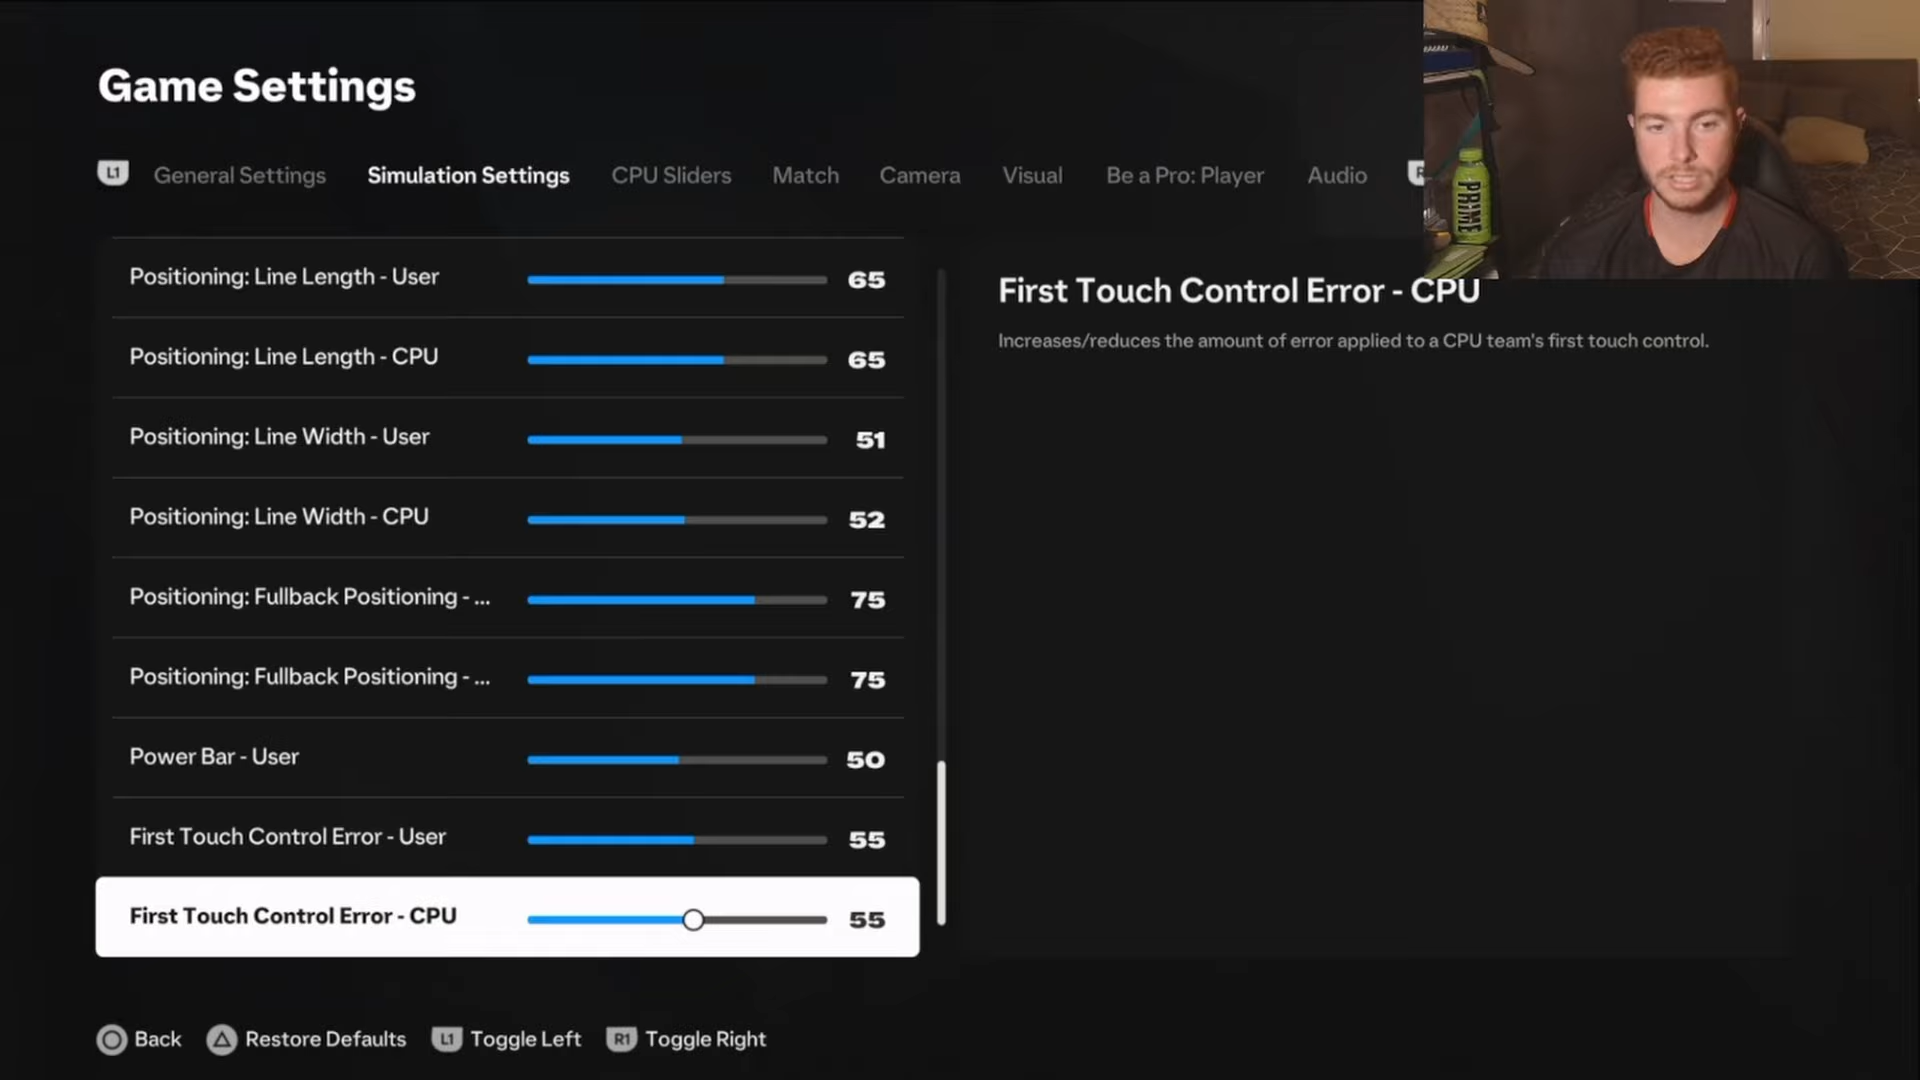 Game Settings
L1 General Settings Simulation Settings CPU Sliders Match Camera Visual Be a Pro: Player Audio R
Positioning: Line Length - User 65
Positioning: Line Length - CPU 65
Positioning: Line Width - User 51
Positioning: Line Width - CPU 52
Positioning: Fullback Positioning - ... 75
Positioning: Fullback Positioning - ... 75
Power Bar - User 50
First Touch Control Error - User 55
First Touch Control Error - CPU 55
First Touch Control Error - CPU
Increases/reduces the amount of error applied to a CPU team's first touch control.
PRIME
Back Restore Defaults L1 Toggle Left R1 Toggle Right